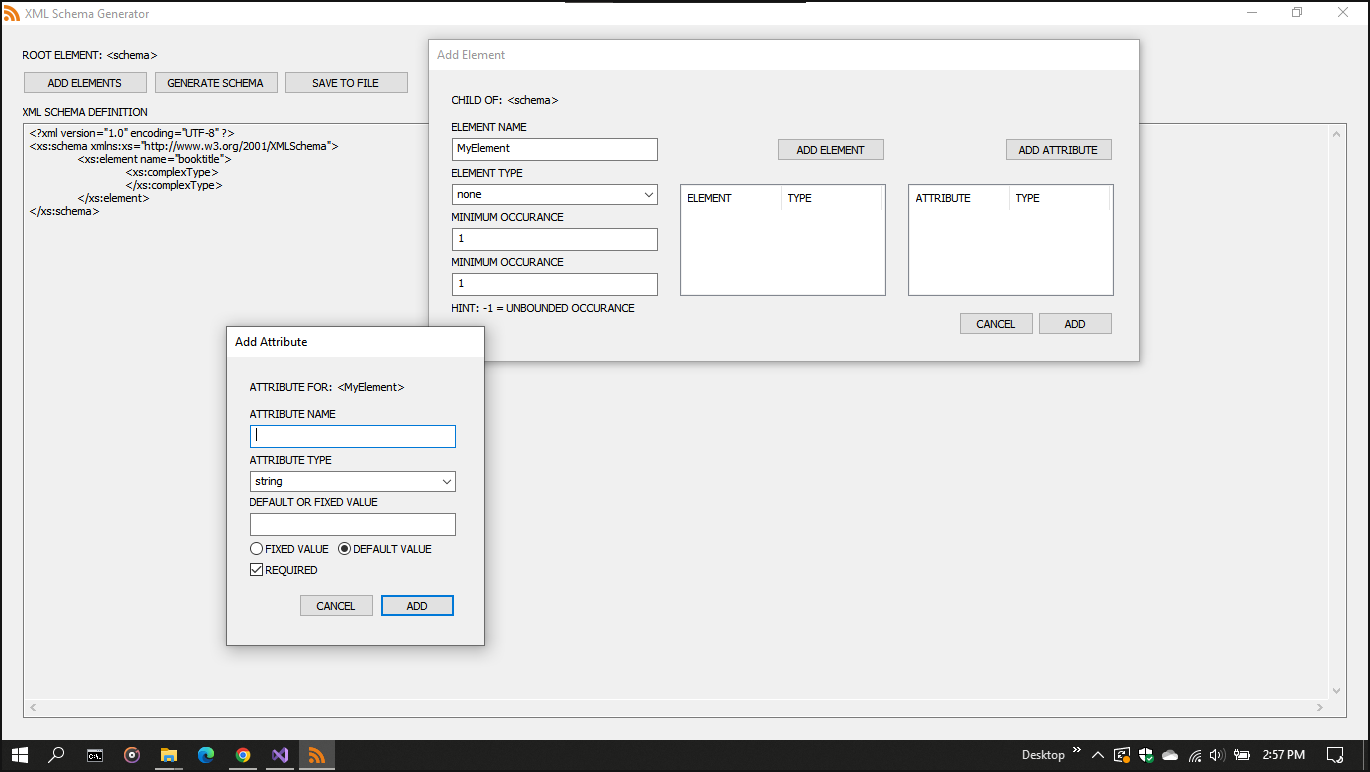 XML Schema Generator
ROOT ELEMENT: <schema>
ADD ELEMENTS GENERATE SCHEMA SAVE TO FILE
XML SCHEMA DEFINITION
<?xml version="1.0" encoding="UTF-8" ?>
<xs:schema xmlns:xs="http://www.w3.org/2001/XMLSchema">
<xs:element name="booktitle">
<xs:complexType>
</xs:complexType>
</xs:element>
</xs:schema>
Add Element
CHILD OF: <schema>
ELEMENT NAME
MyElement
ELEMENT TYPE
none
MINIMUM OCCURANCE
1
MINIMUM OCCURANCE
1
HINT: -1 = UNBOUNDED OCCURANCE
ADD ELEMENT
ELEMENT TYPE
ADD ATTRIBUTE
ATTRIBUTE TYPE
CANCEL ADD
Add Attribute
ATTRIBUTE FOR: <MyElement>
ATTRIBUTE NAME
ATTRIBUTE TYPE
string
DEFAULT OR FIXED VALUE
FIXED VALUE DEFAULT VALUE
REQUIRED
CANCEL ADD
Desktop 2:57 PM